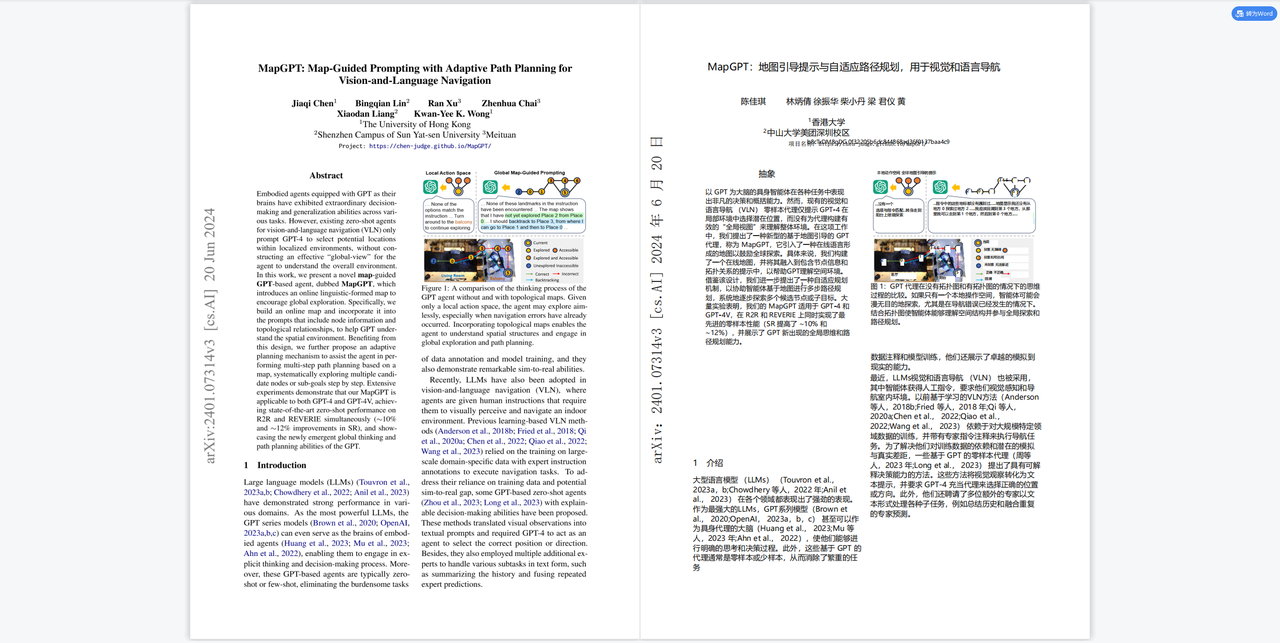 转为Word
MapGPT: Map-Guided Prompting with Adaptive Path Planning for
Vision-and-Language Navigation
Jiaqi Chen1 Bingqian Lin2 Ran Xu3 Zhenhua Chai3
Xiaodan Liang2 Kwan-Yee K. Wong1
1The University of Hong Kong
2Shenzhen Campus of Sun Yat-sen University 3Meituan
Project: https://chen-judge.github.io/MapGPT/
arXiv:2401.07314v3 [cs.AI] 20 Jun 2024
Abstract
Embodied agents equipped with GPT as their
brains have exhibited extraordinary decision-
making and generalization abilities across various
tasks. However, existing zero-shot agents
for vision-and-language navigation (VLN) only
prompt GPT-4 to select potential locations
within localized environments, without con-
structing an effective “global-view” for the
agent to understand the overall environment.
In this work, we present a novel map-guided
GPT-based agent, dubbed MapGPT, which
introduces an online linguistic-formed map to
encourage global exploration. Specifically, we
build an online map and incorporate it into
the prompts that include node information and
topological relationships, to help GPT under-
stand the spatial environment. Benefiting from
this design, we further propose an adaptive
planning mechanism to assist the agent in per-
forming multi-step path planning based on a
map, systematically exploring multiple candi-
date nodes or sub-goals step by step. Extensive
experiments demonstrate that our MapGPT is
applicable to both GPT-4 and GPT-4V, achiev-
ing state-of-the-art zero-shot performance on
R2R and REVERIE simultaneously (~10%
and ~12% improvements in SR), and show-
casing the newly emergent global thinking and
path planning abilities of the GPT.
1 Introduction
Large language models (LLMs) (Touvron et al.,
2023a,b; Chowdhery et al., 2022; Anil et al., 2023)
have demonstrated strong performance in vari-
ous domains. As the most powerful LLMs, the
GPT series models (Brown et al., 2020; OpenAI,
2023a,b,c) can even serve as the brains of embod-
ied agents (Huang et al., 2023; Mu et al., 2023;
Ahn et al., 2022), enabling them to engage in ex-
plicit thinking and decision-making process. More-
over, these GPT-based agents are typically zero-
shot or few-shot, eliminating the burdensome tasks
Local Action Space
Global Map-Guided Prompting
... None of the
options match the
instruction ... Turn
around to the balcony
to continue exploring
... None of these landmarks in the instruction
have been encountered ... The map shows
that I have not yet explored Place 2 from Place
0 ... I should backtrack to Place 3, from where I
can go to Place 1 and then to Place 0 ...
Living Room
Current
Explored
Accessible
Explored and Accessible
Unexplored and Inaccessible
Correct
Incorrect
Backtracking
Figure 1: A comparison of the thinking process of the
GPT agent without and with topological maps. Given
only a local action space, the agent may explore aim-
lessly, especially when navigation errors have already
occurred. Incorporating topological maps enables the
agent to understand spatial structures and engage in
global exploration and path planning.
of data annotation and model training, and they
also demonstrate remarkable sim-to-real abilities.
Recently, LLMs have also been adopted in
vision-and-language navigation (VLN), where
agents are given human instructions that require
them to visually perceive and navigate an indoor
environment. Previous learning-based VLN meth-
ods (Anderson et al., 2018b; Fried et al., 2018; Qi
et al., 2020a; Chen et al., 2022; Qiao et al., 2022;
Wang et al., 2023) relied on the training on large-
scale domain-specific data with expert instruction
annotations to execute navigation tasks. To ad-
dress their reliance on training data and potential
sim-to-real gap, some GPT-based zero-shot agents
(Zhou et al., 2023; Long et al., 2023) with explain-
able decision-making abilities have been proposed.
These methods translated visual observations into
textual prompts and required GPT-4 to act as an
agent to select the correct position or direction.
Besides, they also employed multiple additional ex-
perts to handle various subtasks in text form, such
as summarizing the history and fusing repeated
expert predictions.
MapGPT：地图引导提示与自适应路径规划，用于视觉和语言导航
陈佳琪 林炳倩 徐振华 柴小丹 梁 君仪 黄
1香港大学
2中山大学美团深圳校区
arXiv: 2401.07314v3 [cs.AI] 2024 年 6 月 20 日
抽象
以 GPT 为大脑的具身智能体在各种任务中表现
出非凡的决策和概括能力。然而，现有的视觉和
语言导航 （VLN） 零样本代理仅提示 GPT-4 在
局部环境中选择潜在位置，而没有为代理构建有
效的 “全局视图” 来理解整体环境。在这项工作
中，我们提出了一种新型的基于地图引导的 GPT
代理，称为 MapGPT，它引入了一种在线语言形
成的地图以鼓励全球探索。具体来说，我们构
建了一个在线地图，并将其融入到包含节点信息和
拓扑关系的提示中，以帮助GPT理解空间环境。
借鉴该设计，我们进一步提出了一种自适应规划
机制，以协助智能体基于地图进行多步路径规
划，系统地逐步探索多个候选节点或子目标。大
量实验表明，我们的 MapGPT 适用于 GPT-4 和
GPT-4V，在 R2R 和 REVERIE 上同时实现了最
先进的零样本性能（SR 提高了 ~10% 和
~12%），并展示了 GPT 新出现的全局思维和路
径规划能力。
1 介绍
大型语言模型 （LLMs） (Touvron et al.,
2023a，b;Chowdhery 等人，2022 年;Anil et
al.， 2023） 在各个领域都表现出了强劲的表现。
作为最强大的LLMs，GPT系列模型（Brown et
al.， 2020;OpenAI， 2023a， b， c） 甚至可以作
为具身代理的大脑（Huang et al.， 2023;Mu 等
人，2023 年;Ahn et al.，2022），使他们能够进
行明确的思考和决策过程。此外，这些基于 GPT 的
代理通常是零样本或少样本，从而消除了繁重的任
务
图 1：GPT 代理在没有拓扑图和有拓扑图的情况下的思维
过程的比较。如果只有一个本地操作空间，智能体可能会
漫无目的地探索，尤其是在导航错误已经发生的情况下。
结合拓扑图使智能体能够理解空间结构并参与全局探索和
路径规划。
数据注释和模型训练，他们还展示了卓越的模拟到
现实的能力。
最近，LLMs视觉和语言导航 （VLN） 也被采用，
其中智能体获得人工指令，要求他们视觉感知和导
航室内环境。以前基于学习的VLN方法（Anderson
等人，2018b;Fried 等人，2018 年;Qi 等人，
2020a;Chen et al.， 2022;Qiao et al.，
2022;Wang et al.， 2023） 依赖于对大规模特定领
域数据的训练，并带有专家指令注释来执行导航任
务。为了解决他们对训练数据的依赖和潜在的模拟
与真实差距，一些基于 GPT 的零样本代理（周等
人，2023 年;Long et al.， 2023）提出了具有可解
释决策能力的方法。这些方法将视觉观察转化为文
本提示，并要求 GPT-4 充当代理来选择正确的位置
或方向。此外，他们还聘请了多位额外的专家以文
本形式处理各种子任务，例如总结历史和融合重复
的专家预测。